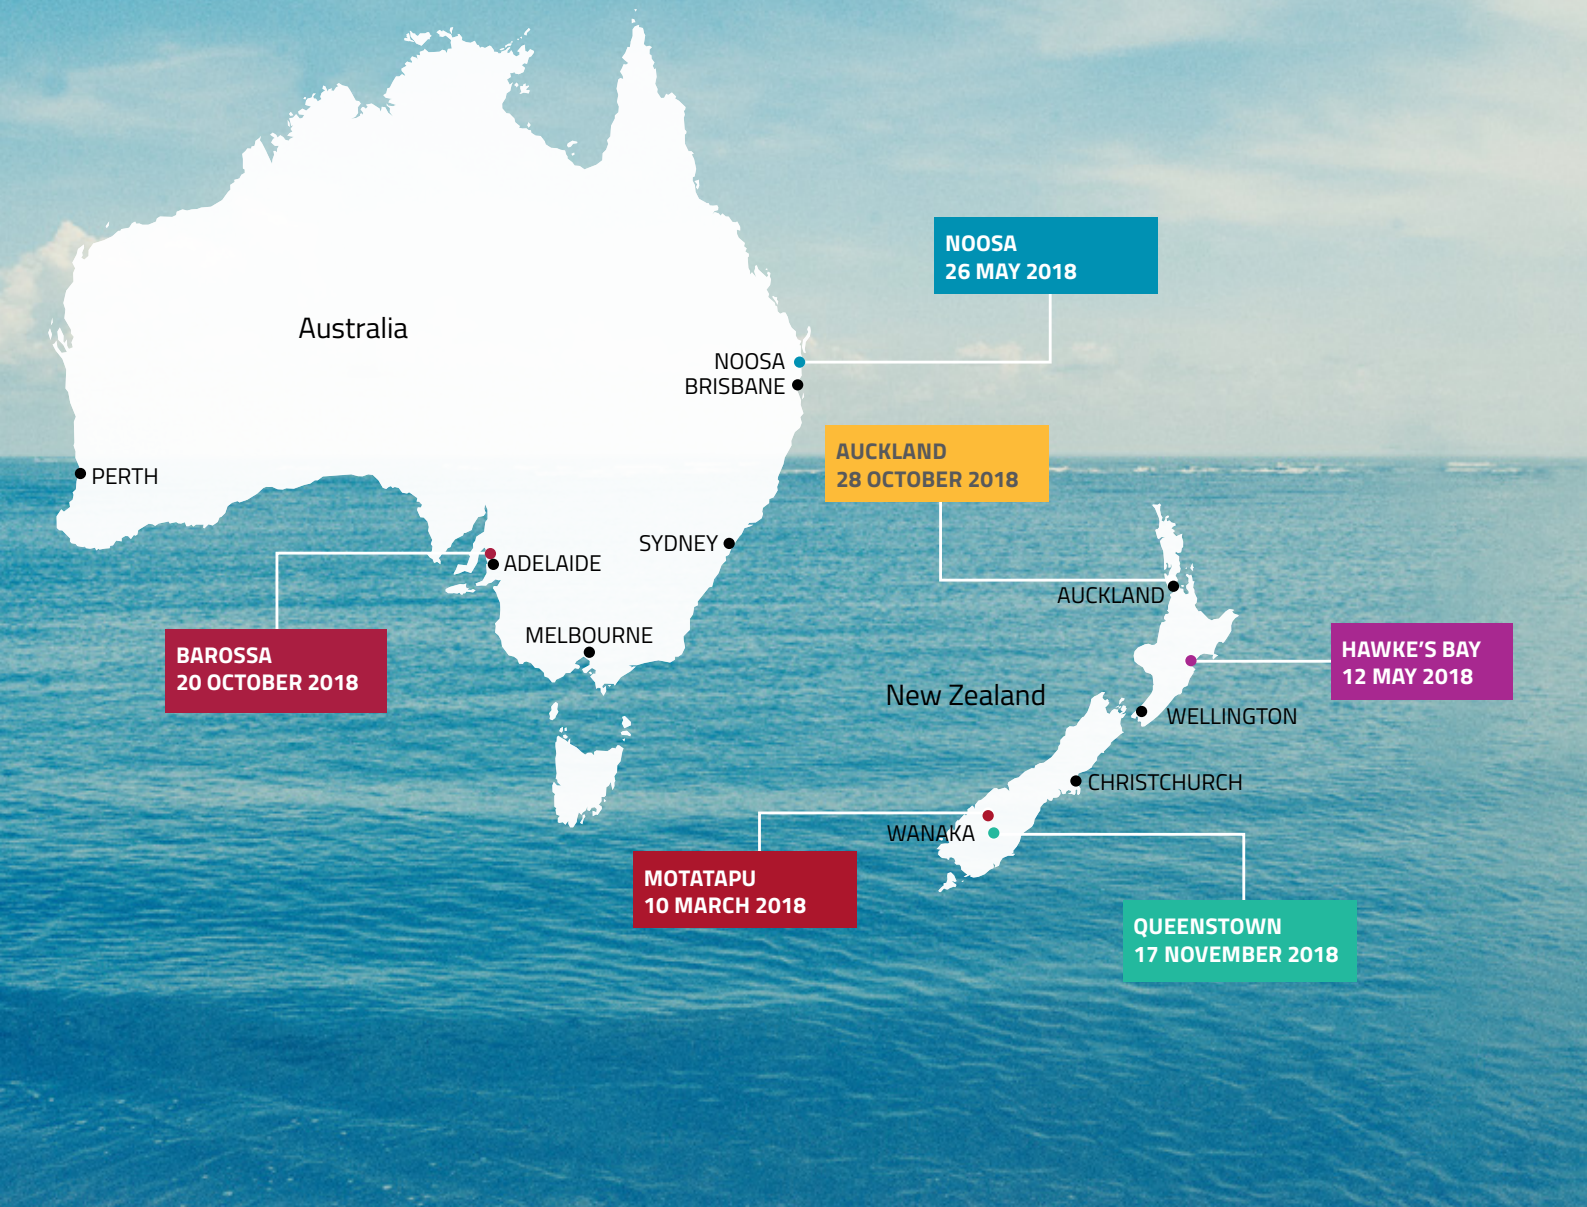 NOOSA
26 MAY 2018
Australia
NOOSA
BRISBANE
AUCKLAND
28 OCTOBER 2018
PERTH
SYDNEY
ADELAIDE
AUCKLAND
MELBOURNE
BAROSSA
20 OCTOBER 2018
HAWKE'S BAY
12 MAY 2018
New Zealand
WELLINGTON
CHRISTCHURCH
WANAKA
MOTATAPU
10 MARCH 2018
QUEENSTOWN
17 NOVEMBER 2018